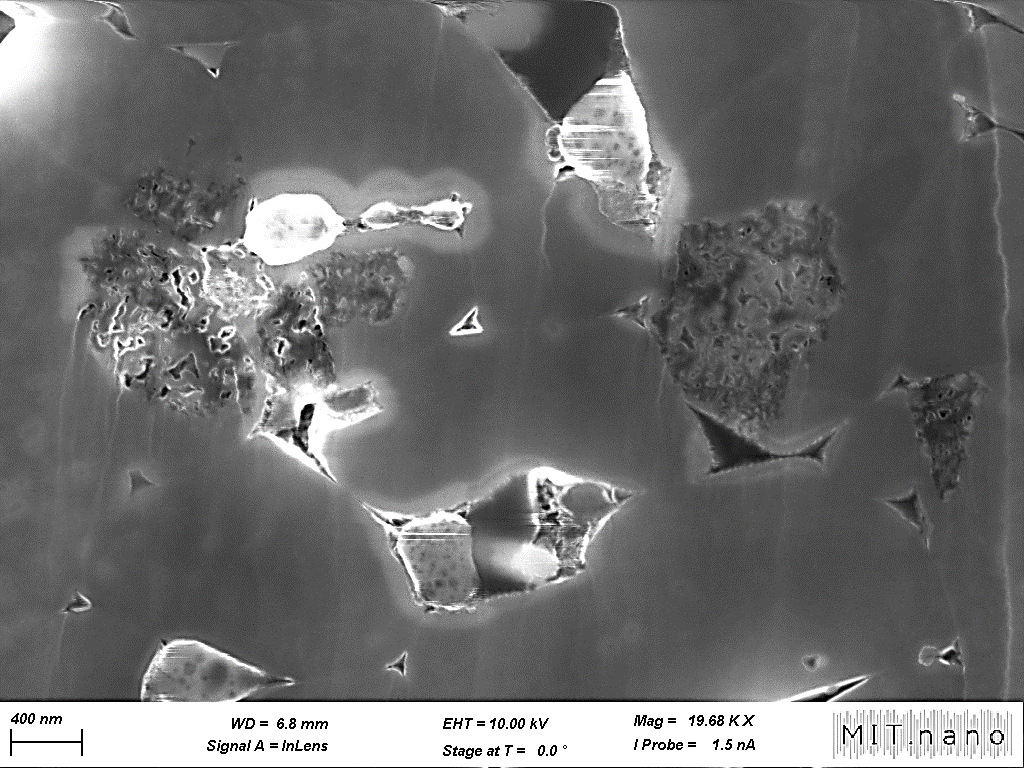 400 nm
WD = 6.8 mm
Signal A = InLens
EHT = 10.00 kV
Stage at T = 0.0 °
Mag = 19.68 K X
I Probe = 1.5 nA
MIT.nano